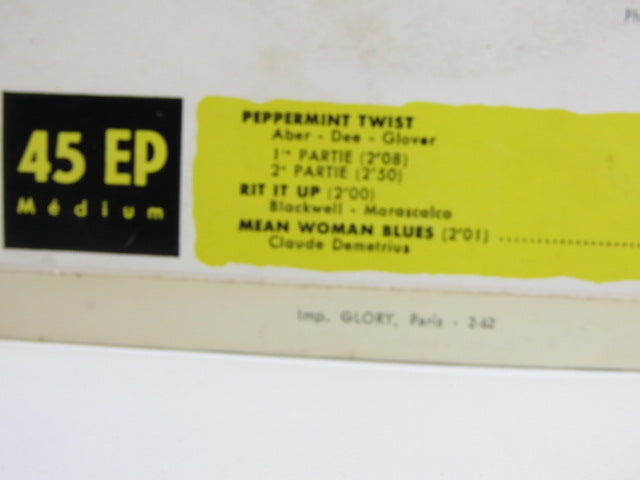 Ph
45 EP
Médium
PEPPERMINT TWIST
Aber - Dee - Glover
1re PARTIE (2'08)
2e PARTIE (2'50)
RIT IT UP (2'00)
Blackwell - Marascalco
MEAN WOMAN BLUES (2'01) ....................
Claude Demetrius
Imp. GLORY, Paris - 2-62